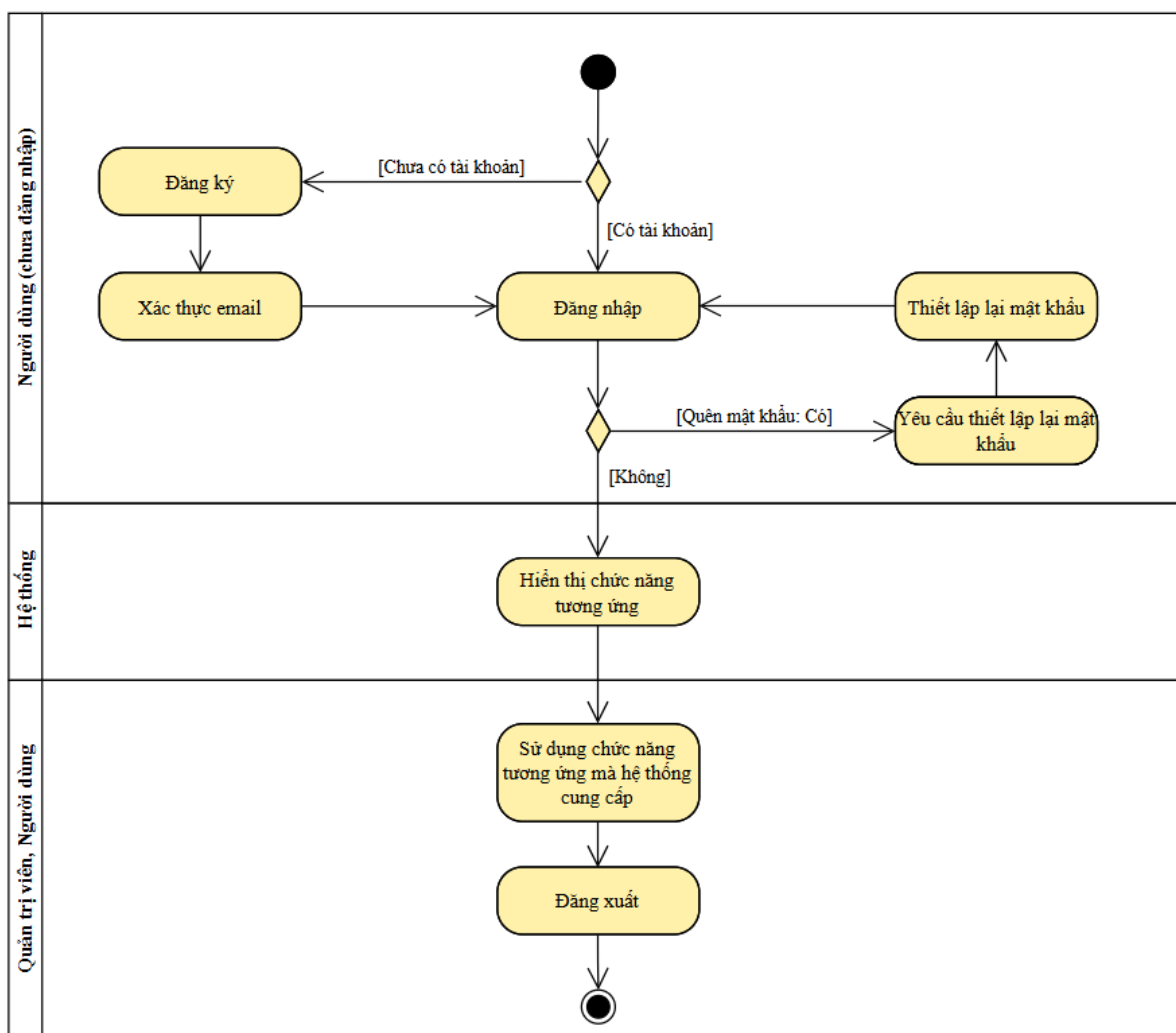 Người dùng (chưa đăng nhập)
[Chưa có tài khoản]
Đăng ký
[Có tài khoản]
Xác thực email
Đăng nhập
Thiết lập lại mật khẩu
[Quên mật khẩu: Có]
Yêu cầu thiết lập lại mật
khẩu
[Không]
Hệ thống
Hiển thị chức năng
tương ứng
Quản trị viên, Người dùng
Sử dụng chức năng
tương ứng mà hệ thống
cung cấp
Đăng xuất